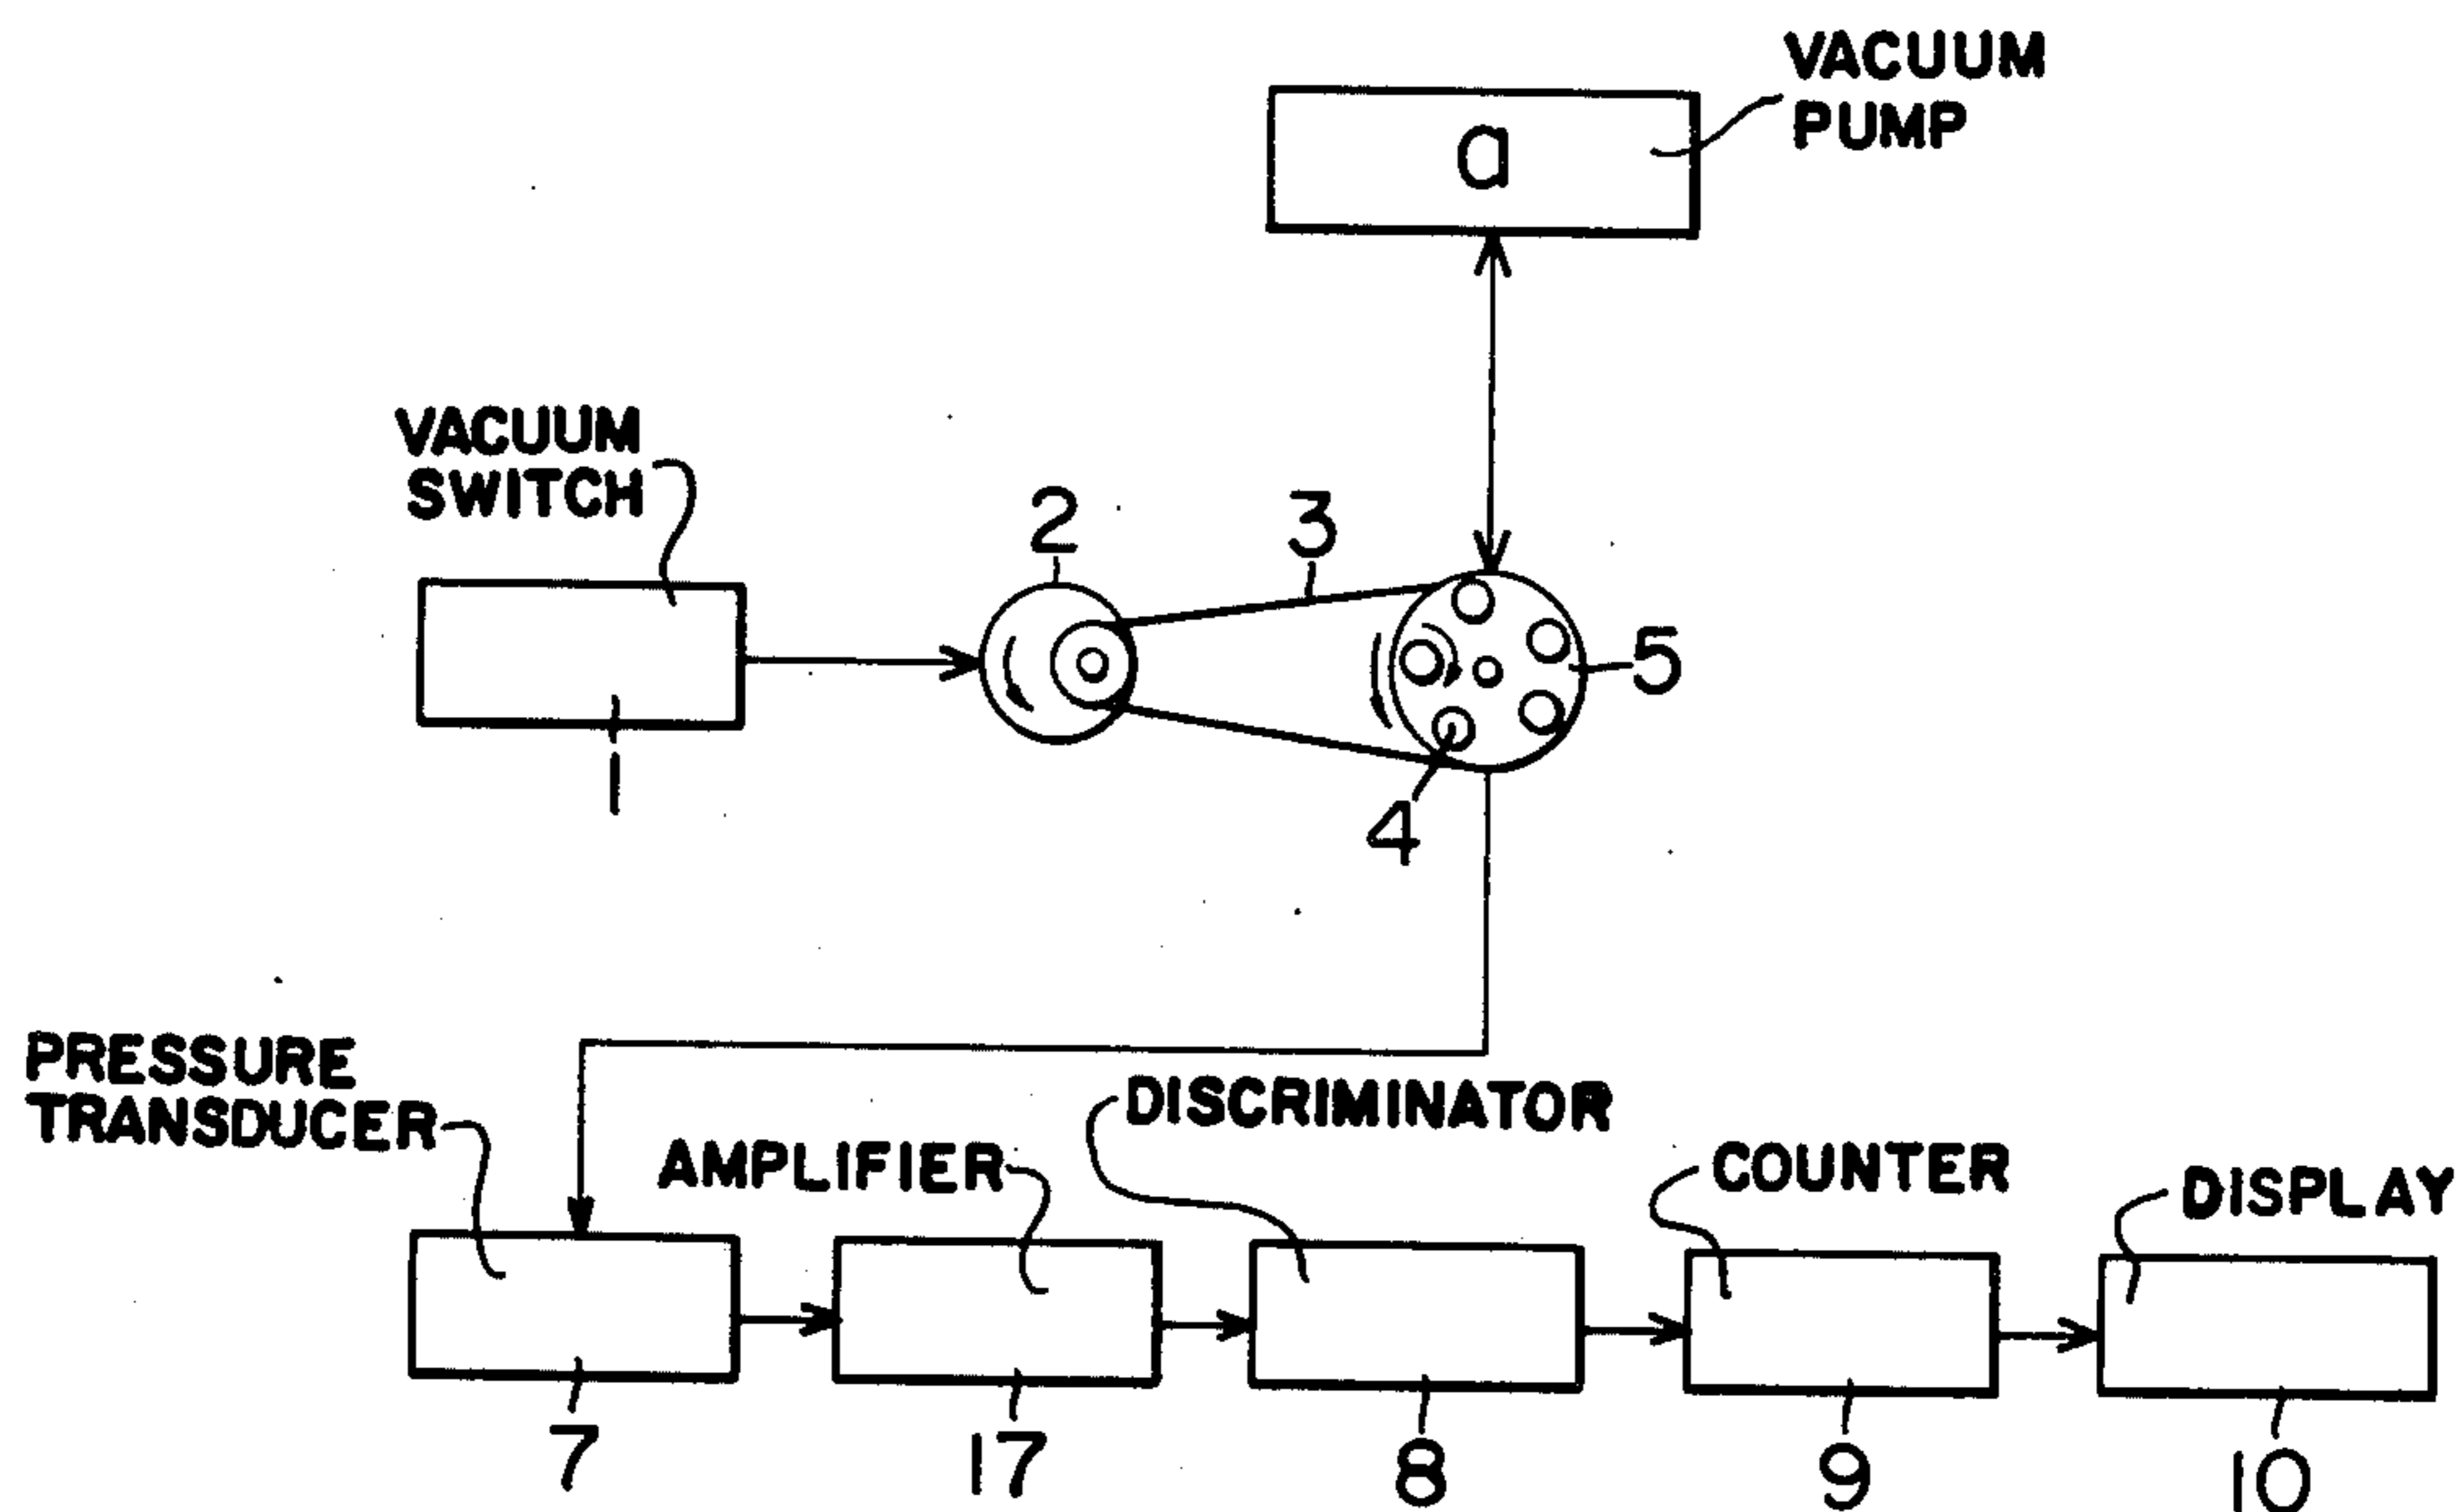 VACUUM
PUMP
a
VACUUM
SWITCH
1
2
3
5
4
PRESSURE
TRANSDUCER
AMPLIFIER
DISCRIMINATOR
COUNTER
DISPLAY
7
17
8
9
10